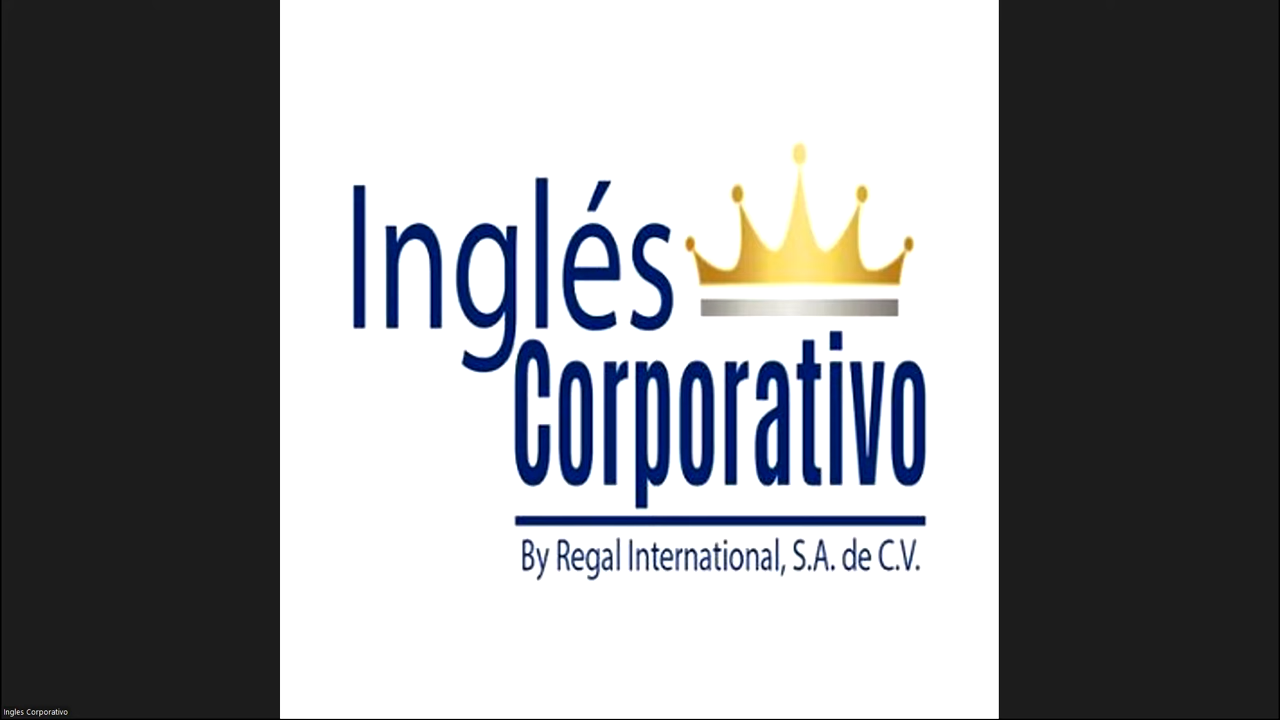 Inglés
Corporativo
By Regal International, S.A. de C.V.
Ingles Corporativo